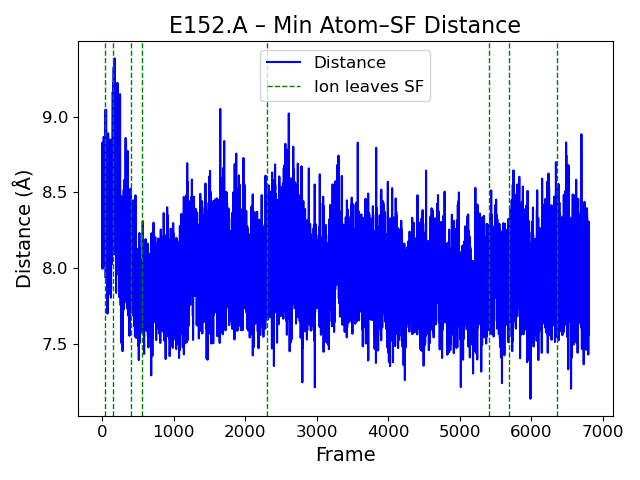 E152.A – Min Atom–SF Distance
Distance
Ion leaves SF
Distance (Å)
9.0
8.5
8.0
7.5
0 1000 2000 3000 4000 5000 6000 7000
Frame